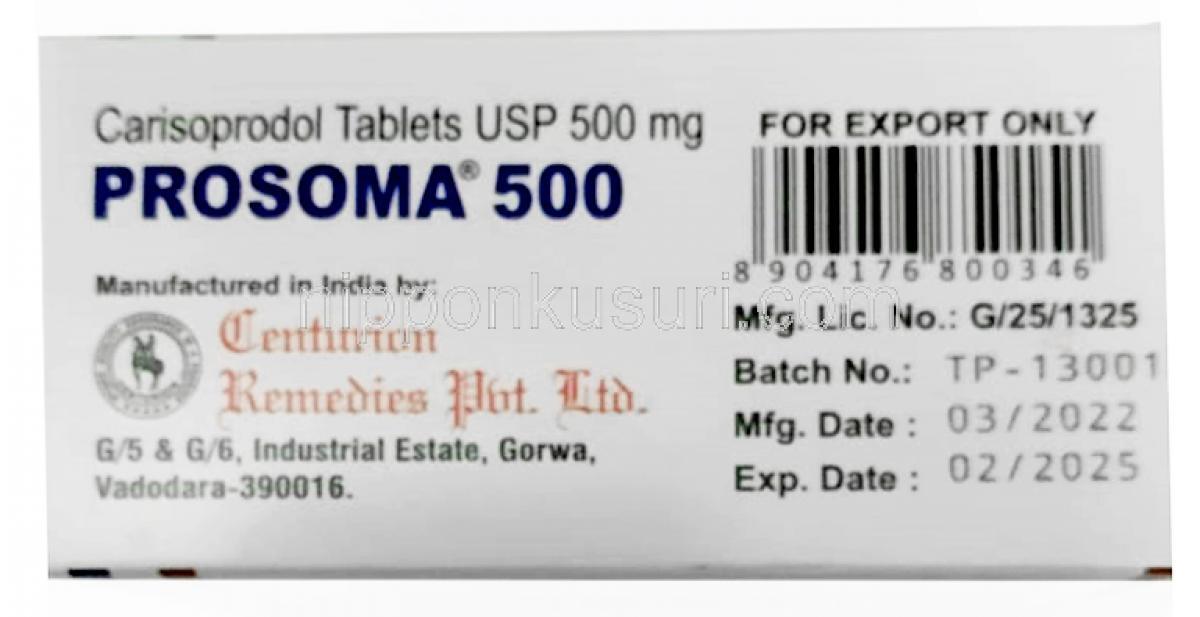 Carisoprodol Tablets USP 500 mg
PROSOMA® 500
Manufactured in India by:
Centurion
Remedies Pvt. Ltd.
G/5 & G/6, Industrial Estate, Gorwa,
Vadodara-390016.
FOR EXPORT ONLY
8 904176 800346
Mfg. Lic. No.: G/25/1325
Batch No.: TP-13001
Mfg. Date : 03/2022
Exp. Date : 02/2025
nipponkusuri.com